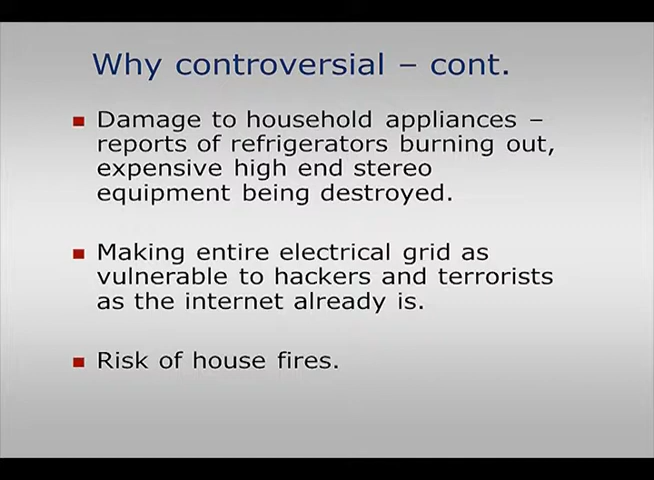 Why controversial – cont.
Damage to household appliances –
reports of refrigerators burning out,
expensive high end stereo
equipment being destroyed.
Making entire electrical grid as
vulnerable to hackers and terrorists
as the internet already is.
Risk of house fires.